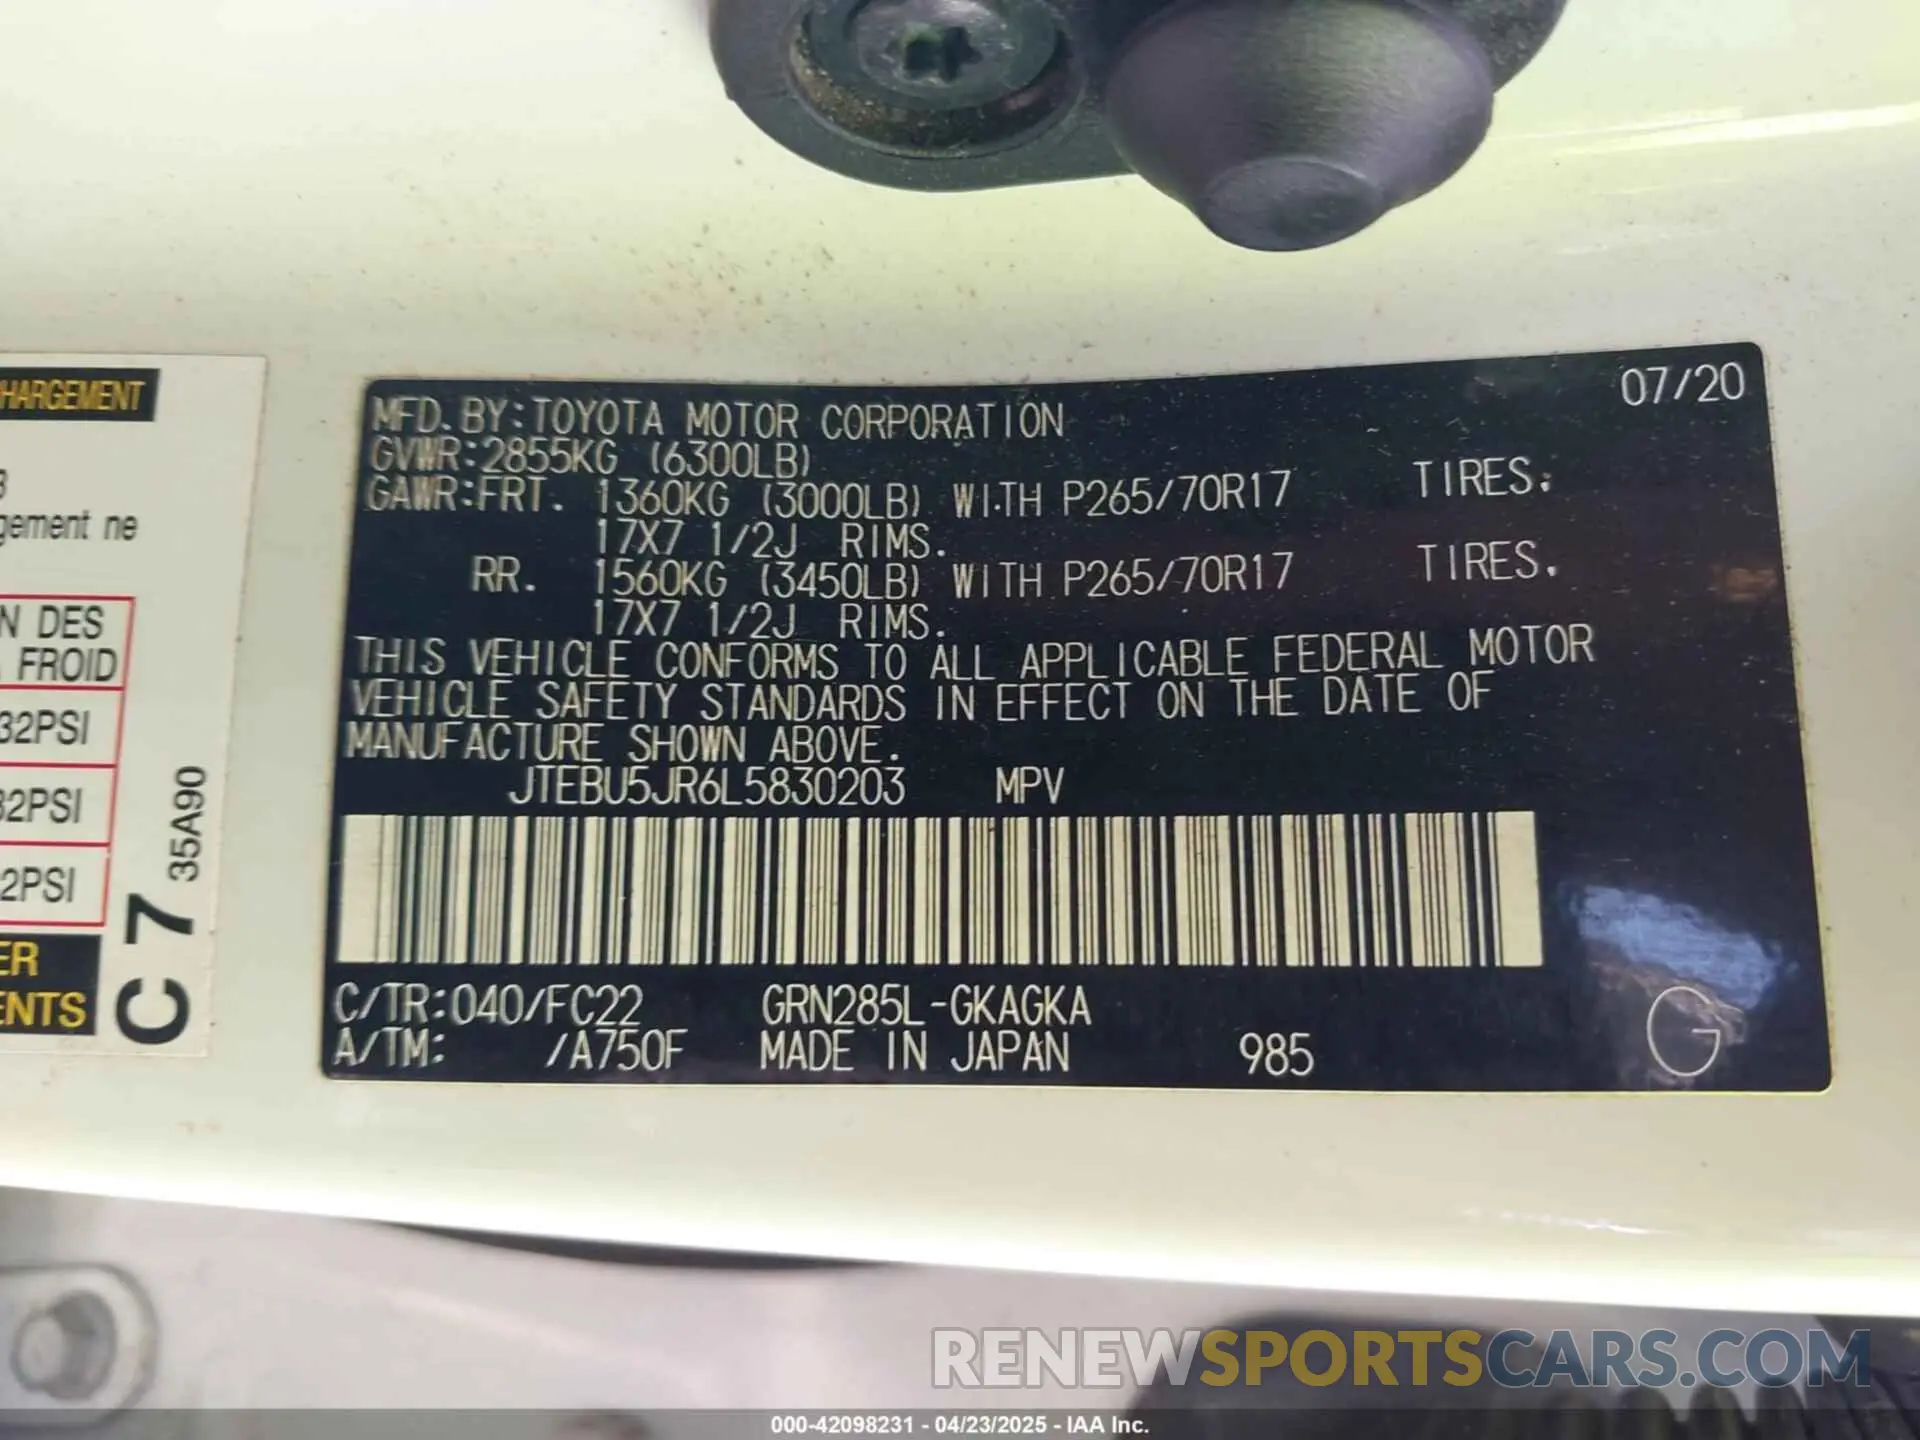 HARGEMENT
gement ne
N DES
FROID
32PSI
32PSI
2PSI
ER
ENTS
C 7
35A90
07/20
MFD.BY:TOYOTA MOTOR CORPORATION
GVWR:2855KG (6300LB)
GAWR:FRT. 1360KG (3000LB) WITH P265/70R17 TIRES;
17X7 1/2J RIMS.
RR. 1560KG (3450LB) WITH P265/70R17 TIRES,
17X7 1/2J RIMS.
THIS VEHICLE CONFORMS TO ALL APPLICABLE FEDERAL MOTOR
VEHICLE SAFETY STANDARDS IN EFFECT ON THE DATE OF
MANUFACTURE SHOWN ABOVE.
JTEBU5JR6L5830203 MPV
C/TR:040/FC22 GRN285L-GKAGKA
A/TM: /A750F MADE IN JAPAN 985
G
RENEWSPORTSCARS.COM
000-42098231 - 04/23/2025 - IAA Inc.